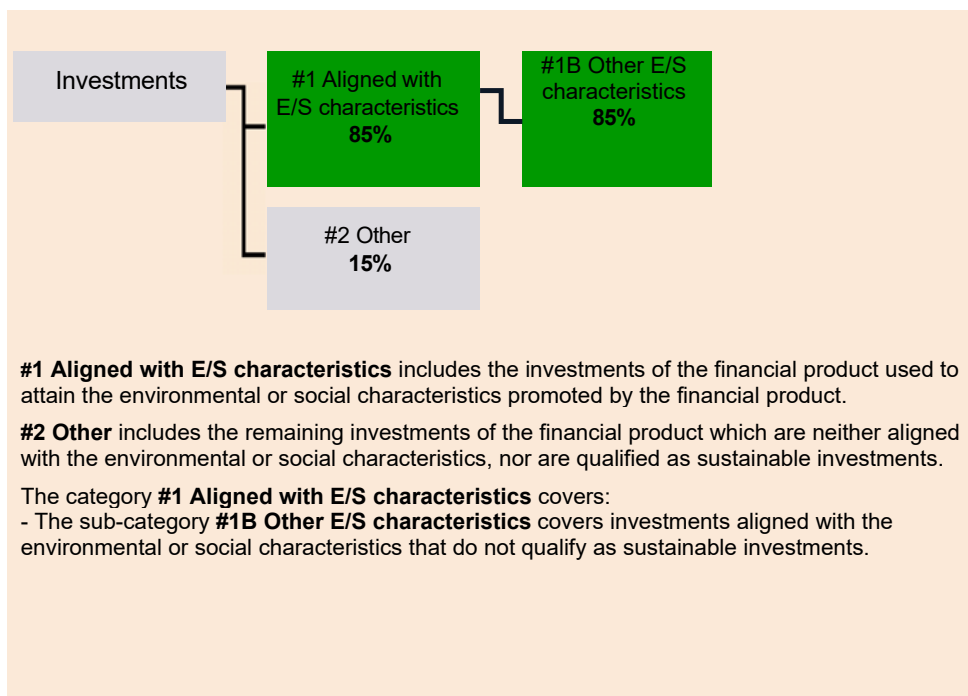 Investments
#1 Aligned with
E/S characteristics
85%
#1B Other E/S
characteristics
85%
#2 Other
15%
#1 Aligned with E/S characteristics includes the investments of the financial product used to
attain the environmental or social characteristics promoted by the financial product.
#2 Other includes the remaining investments of the financial product which are neither aligned
with the environmental or social characteristics, nor are qualified as sustainable investments.
The category #1 Aligned with E/S characteristics covers:
- The sub-category #1B Other E/S characteristics covers investments aligned with the
environmental or social characteristics that do not qualify as sustainable investments.